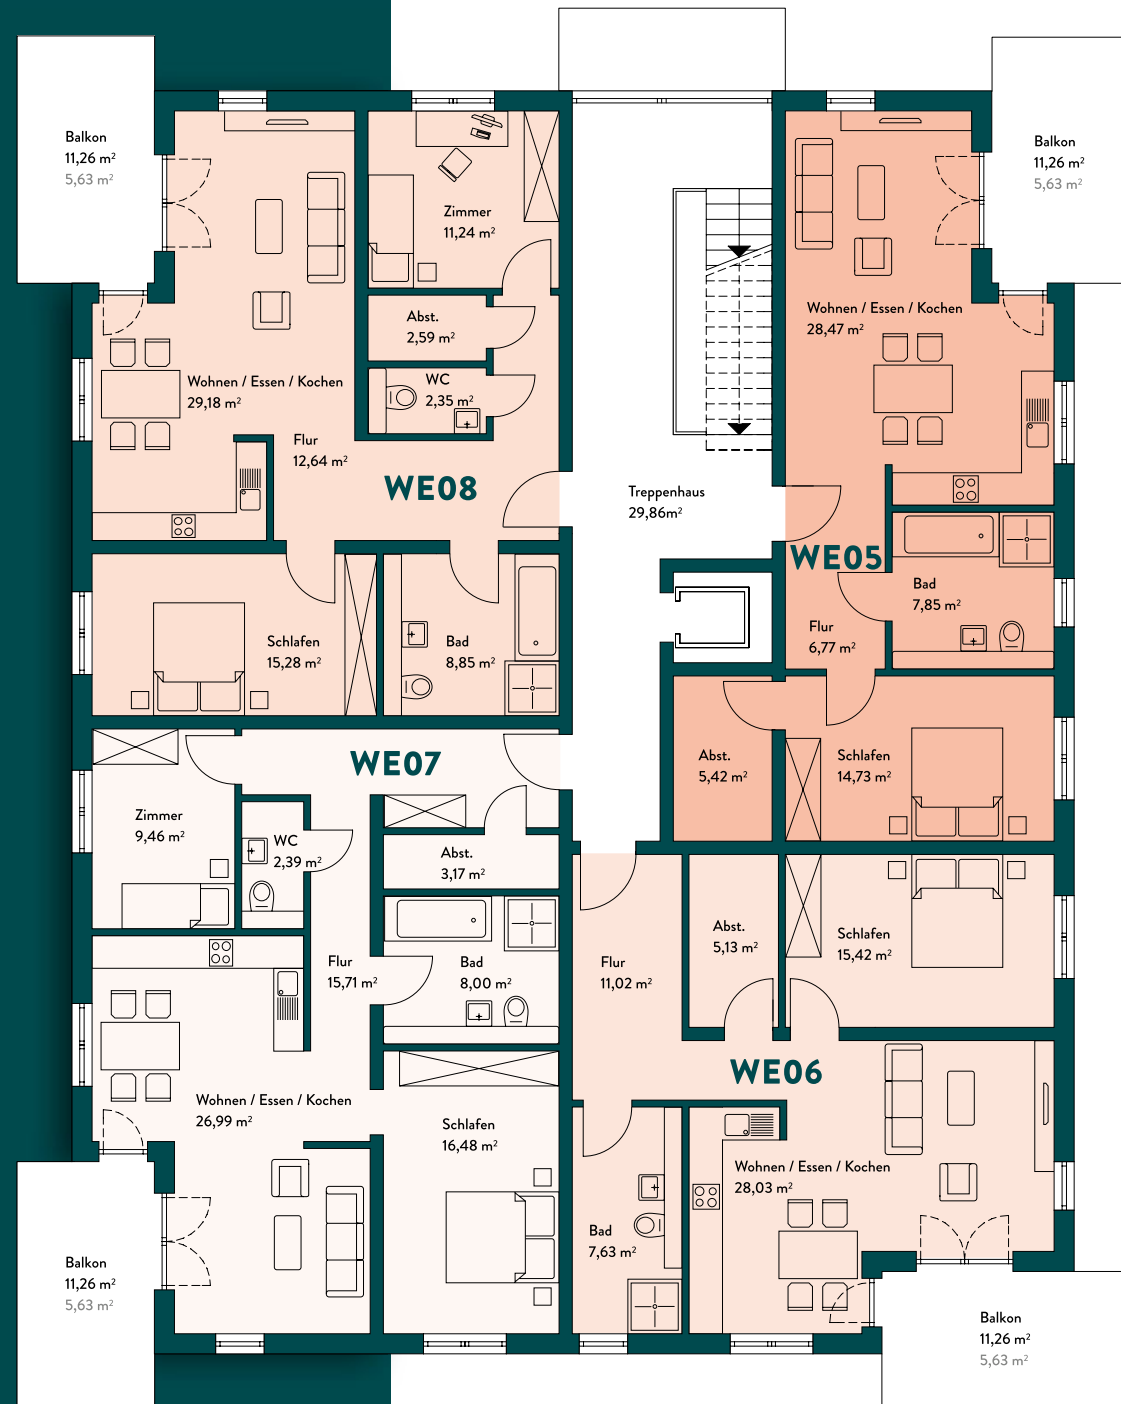 Balkon
11,26 m²
5,63 m²
Zimmer
11,24 m²
Abst.
2,59 m²
WC
2,35 m²
Wohnen / Essen / Kochen
29,18 m²
Flur
12,64 m²
WE08
Schlafen
15,28 m²
Bad
8,85 m²
Treppenhaus
29,86m²
Balkon
11,26 m²
5,63 m²
Wohnen / Essen / Kochen
28,47 m²
WE05
Bad
7,85 m²
Flur
6,77 m²
Abst.
5,42 m²
Schlafen
14,73 m²
WE07
Zimmer
9,46 m²
WC
2,39 m²
Abst.
3,17 m²
Flur
15,71 m²
Bad
8,00 m²
Wohnen / Essen / Kochen
26,99 m²
Schlafen
16,48 m²
Balkon
11,26 m²
5,63 m²
Abst.
5,13 m²
Schlafen
15,42 m²
Flur
11,02 m²
WE06
Wohnen / Essen / Kochen
28,03 m²
Bad
7,63 m²
Balkon
11,26 m²
5,63 m²